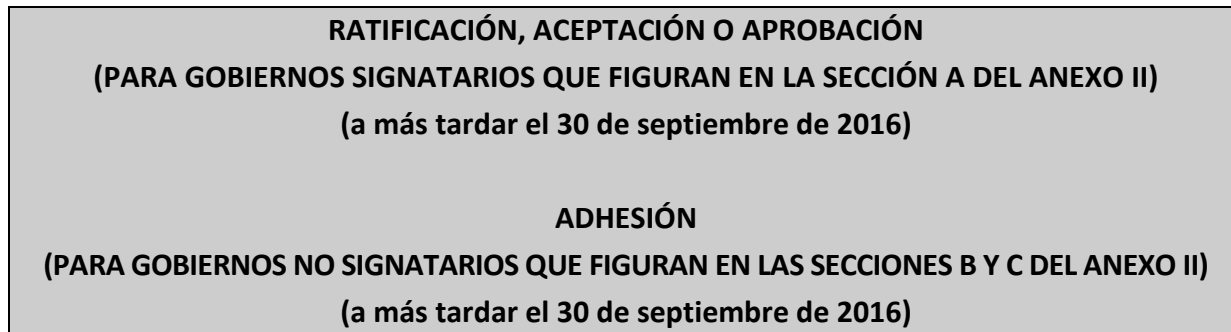 RATIFICACIÓN, ACEPTACIÓN O APROBACIÓN
(PARA GOBIERNOS SIGNATARIOS QUE FIGURAN EN LA SECCIÓN A DEL ANEXO II)
(a más tardar el 30 de septiembre de 2016)
ADHESIÓN
(PARA GOBIERNOS NO SIGNATARIOS QUE FIGURAN EN LAS SECCIONES B Y C DEL ANEXO II)
(a más tardar el 30 de septiembre de 2016)